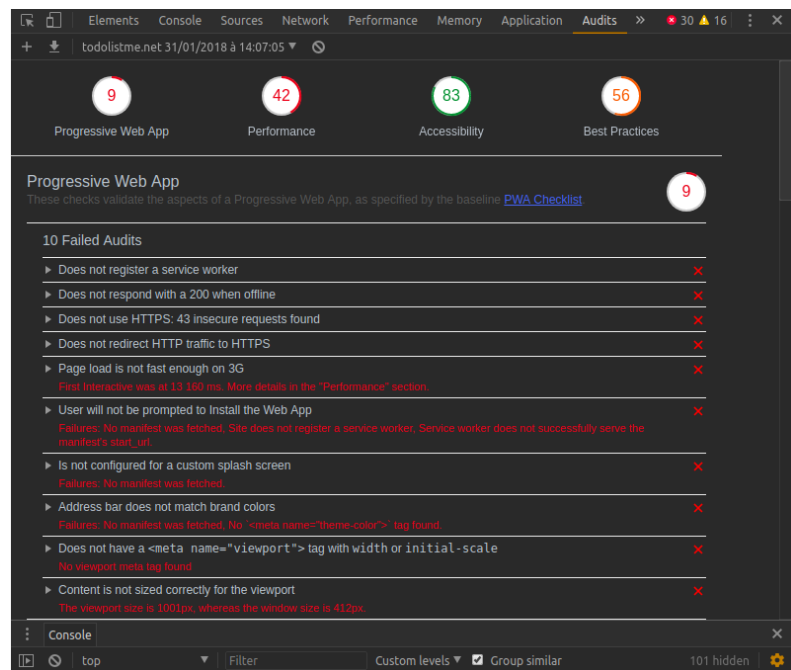 Elements Console Sources Network Performance Memory Application Audits » 30 16
todolistme.net 31/01/2018 à 14:07:05
9 42 83 56
Progressive Web App Performance Accessibility Best Practices
Progressive Web App
These checks validate the aspects of a Progressive Web App, as specified by the baseline PWA Checklist.
9
10 Failed Audits
Does not register a service worker
Does not respond with a 200 when offline
Does not use HTTPS: 43 insecure requests found
Does not redirect HTTP traffic to HTTPS
Page load is not fast enough on 3G
First Interactive was at 13 160 ms. More details in the "Performance" section.
User will not be prompted to Install the Web App
Failures: No manifest was fetched, Site does not register a service worker, Service worker does not successfully serve the
manifest's start_url.
Is not configured for a custom splash screen
Failures: No manifest was fetched.
Address bar does not match brand colors
Failures: No manifest was fetched, No `<meta name="theme-color">` tag found.
Does not have a <meta name="viewport"> tag with width or initial-scale
No viewport meta tag found
Content is not sized correctly for the viewport
The viewport size is 1001px, whereas the window size is 412px.
Console
top Filter Custom levels Group similar 101 hidden